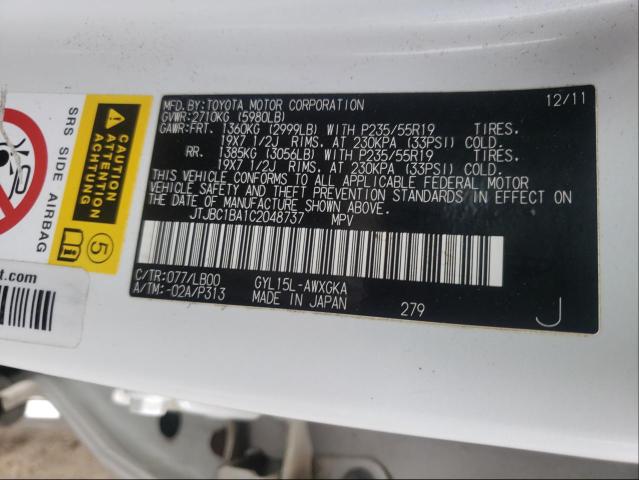 MFD.BY:TOYOTA MOTOR CORPORATION 12/11
GVWR:2710KG (5980LB)
GAWR:FRT. 1360KG (2999LB) WITH P235/55R19 TIRES.
19X7 1/2J RIMS. AT 230KPA (33PSI) COLD.
RR. 1385KG (3056LB) WITH P235/55R19 TIRES.
19X7 1/2J RIMS. AT 230KPA (33PSI) COLD.
THIS VEHICLE CONFORMS TO ALL APPLICABLE FEDERAL MOTOR
VEHICLE SAFETY AND THEFT PREVENTION STANDARDS IN EFFECT ON
THE DATE OF MANUFACTURE SHOWN ABOVE.
JTJBC1BA1C2048737 MPV
C/TR:077/LB00 GYL15L-AWXGKA
A/TM:-02A/P313 MADE IN JAPAN 279 J
SRS SIDE AIRBAG
CAUTION
ATTENTION
ACHTUNG
5
t.com